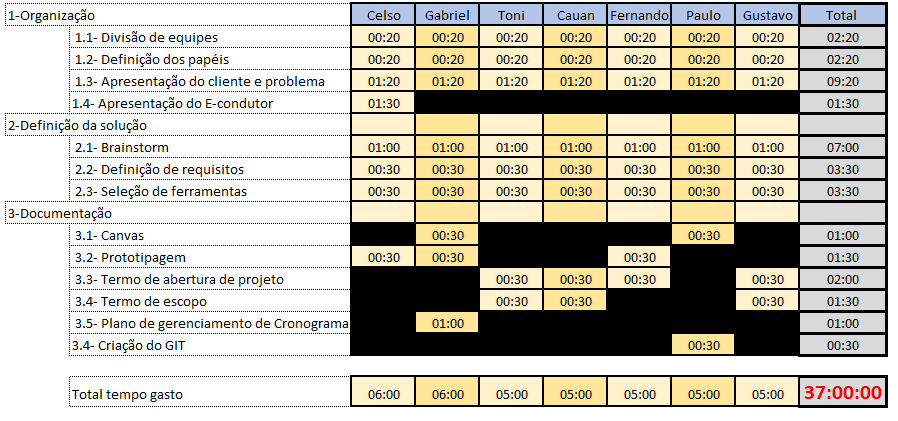 1-Organização Celso Gabriel Toni Cauan Fernando Paulo Gustavo Total
1.1- Divisão de equipes 00:20 00:20 00:20 00:20 00:20 00:20 00:20 02:20
1.2- Definição dos papéis 00:20 00:20 00:20 00:20 00:20 00:20 00:20 02:20
1.3- Apresentação do cliente e problema 01:20 01:20 01:20 01:20 01:20 01:20 01:20 09:20
1.4- Apresentação do E-condutor 01:30 01:30
2-Definição da solução
2.1- Brainstorm 01:00 01:00 01:00 01:00 01:00 01:00 01:00 07:00
2.2- Definição de requisitos 00:30 00:30 00:30 00:30 00:30 00:30 00:30 03:30
2.3- Seleção de ferramentas 00:30 00:30 00:30 00:30 00:30 00:30 00:30 03:30
3-Documentação
3.1- Canvas 00:30 00:30 01:00
3.2- Prototipagem 00:30 00:30 00:30 01:30
3.3- Termo de abertura de projeto 00:30 00:30 00:30 00:30 02:00
3.4- Termo de escopo 00:30 00:30 00:30 01:30
3.5- Plano de gerenciamento de Cronograma 01:00 01:00
3.4- Criação do GIT 00:30 00:30
Total tempo gasto 06:00 06:00 05:00 05:00 05:00 05:00 05:00 37:00:00